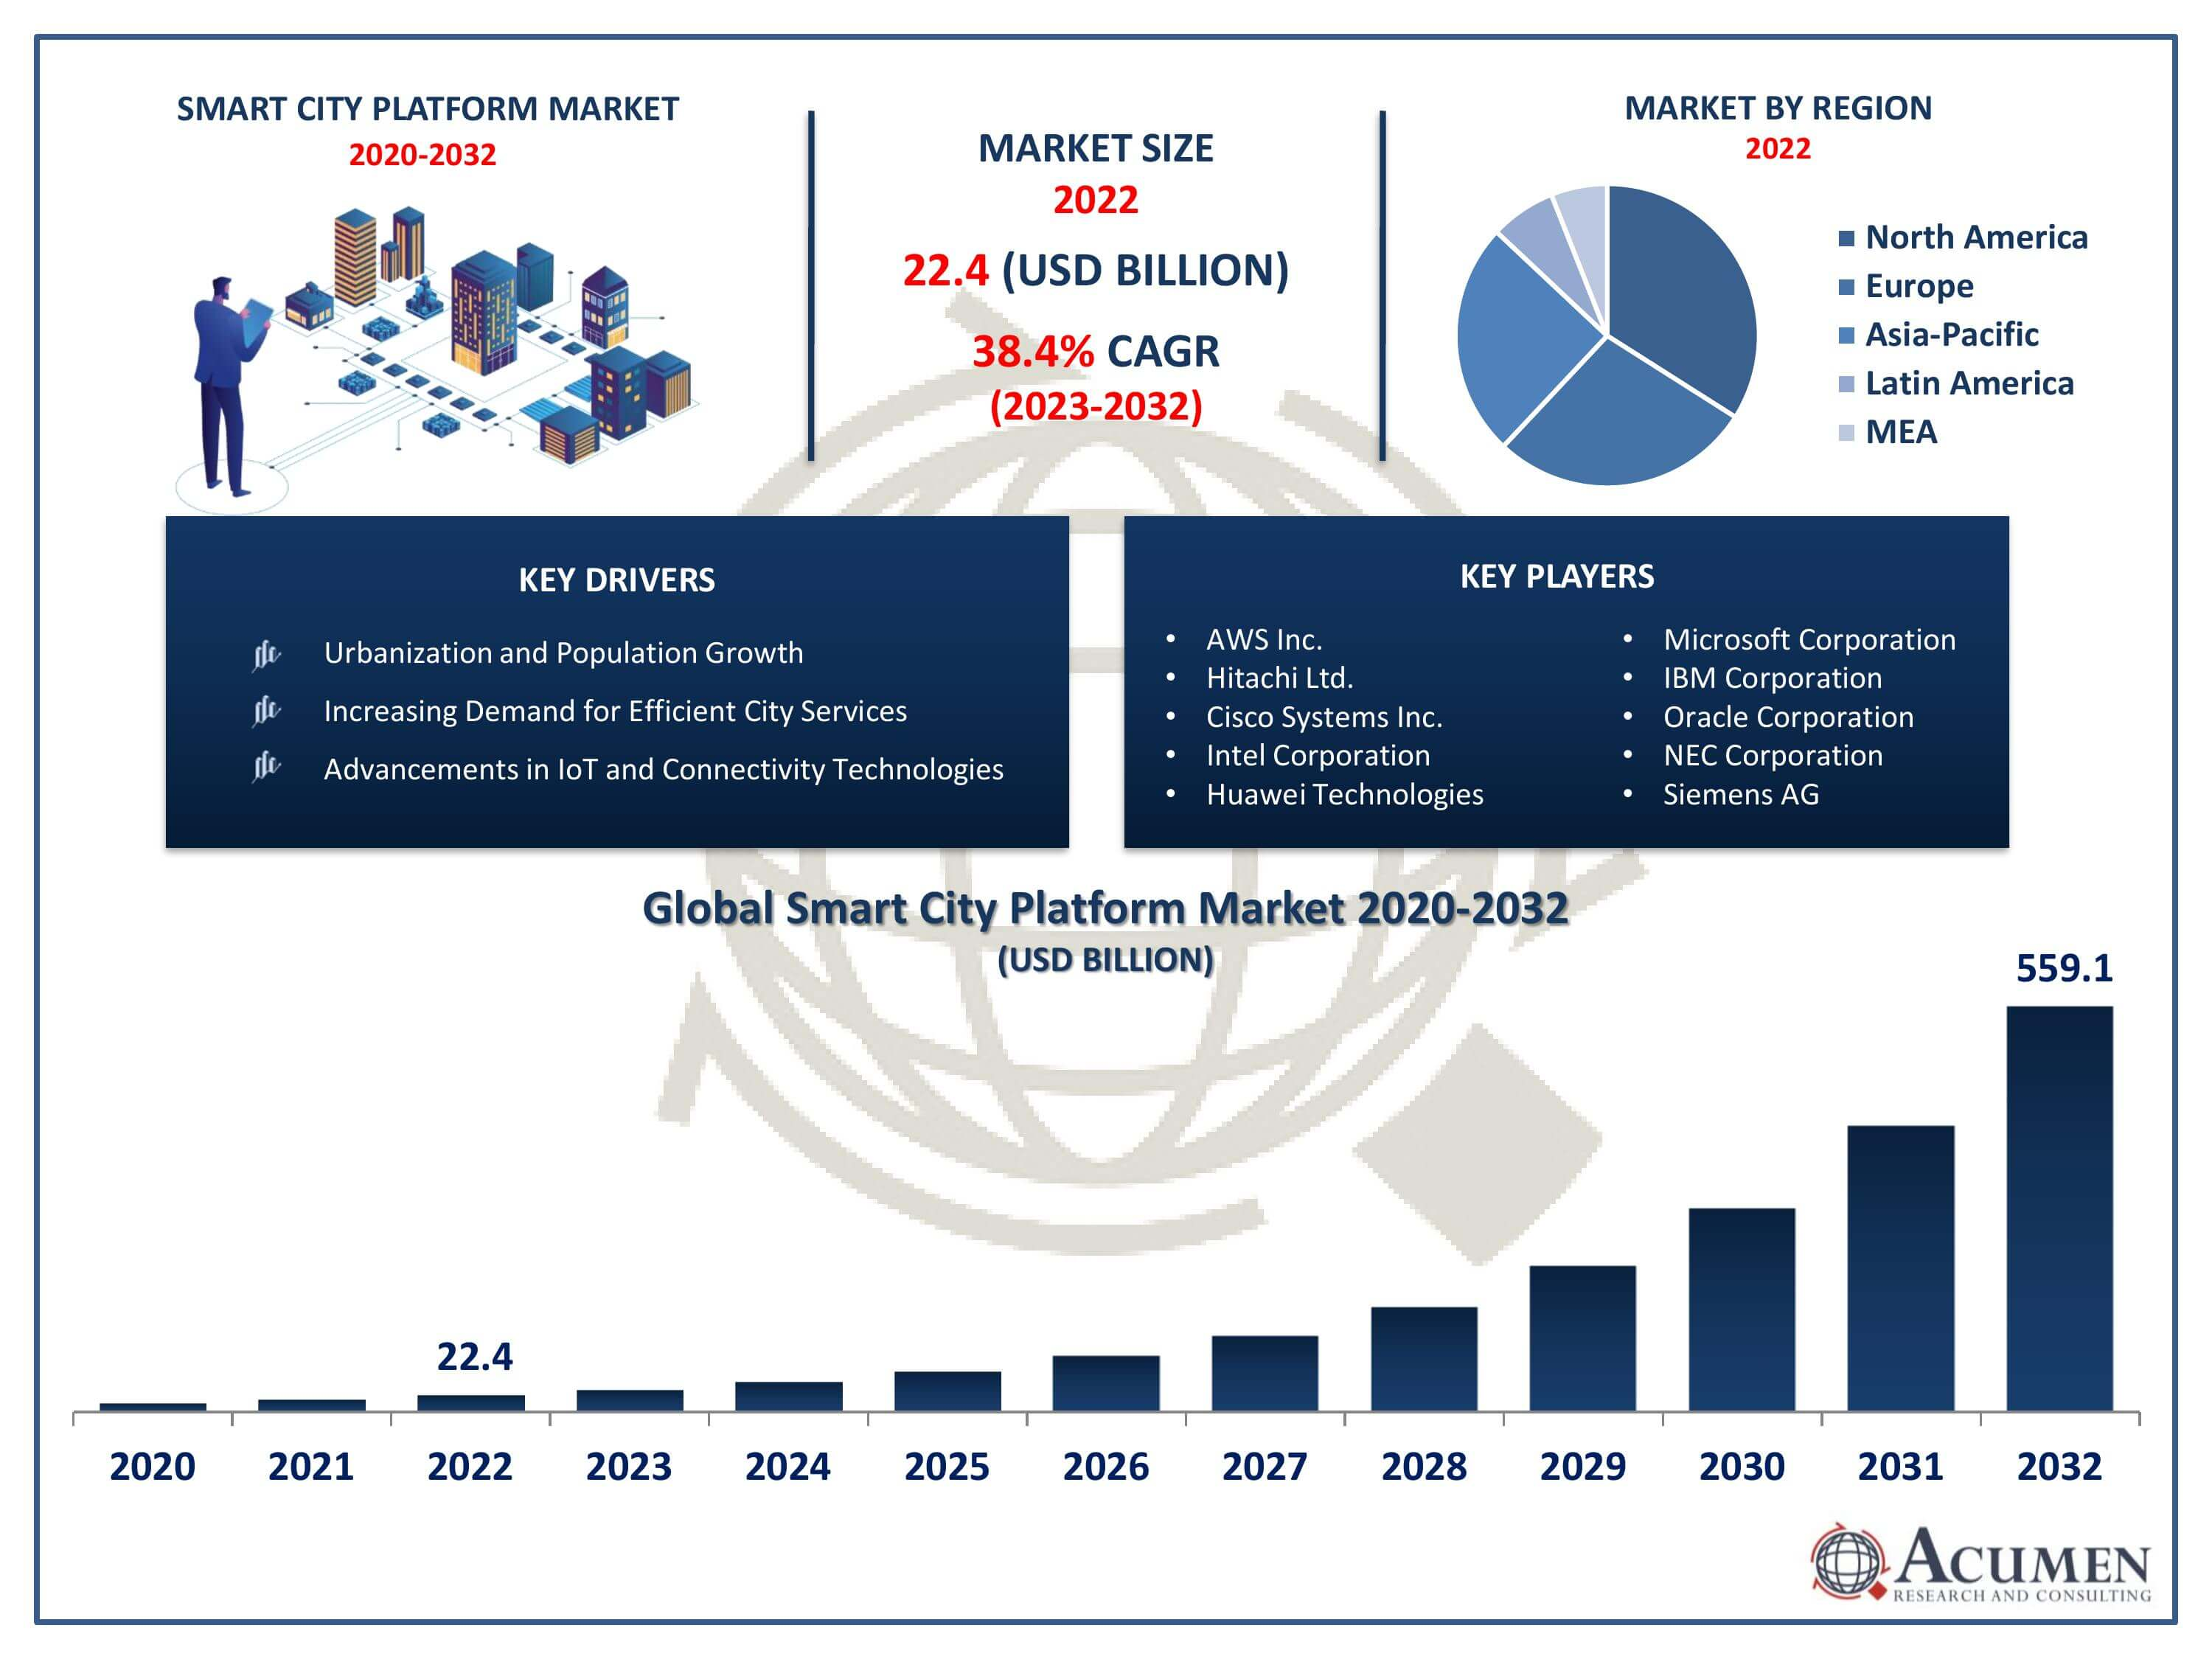 SMART CITY PLATFORM MARKET
2020-2032
MARKET SIZE
2022
22.4 (USD BILLION)
38.4% CAGR
(2023-2032)
MARKET BY REGION
2022
North America
Europe
Asia-Pacific
Latin America
MEA
KEY DRIVERS
Urbanization and Population Growth
Increasing Demand for Efficient City Services
Advancements in IoT and Connectivity Technologies
KEY PLAYERS
• AWS Inc.
• Hitachi Ltd.
• Cisco Systems Inc.
• Intel Corporation
• Huawei Technologies
• Microsoft Corporation
• IBM Corporation
• Oracle Corporation
• NEC Corporation
• Siemens AG
Global Smart City Platform Market 2020-2032
(USD BILLION)
22.4
559.1
2020 2021 2022 2023 2024 2025 2026 2027 2028 2029 2030 2031 2032
ACUMEN
RESEARCH AND CONSULTING